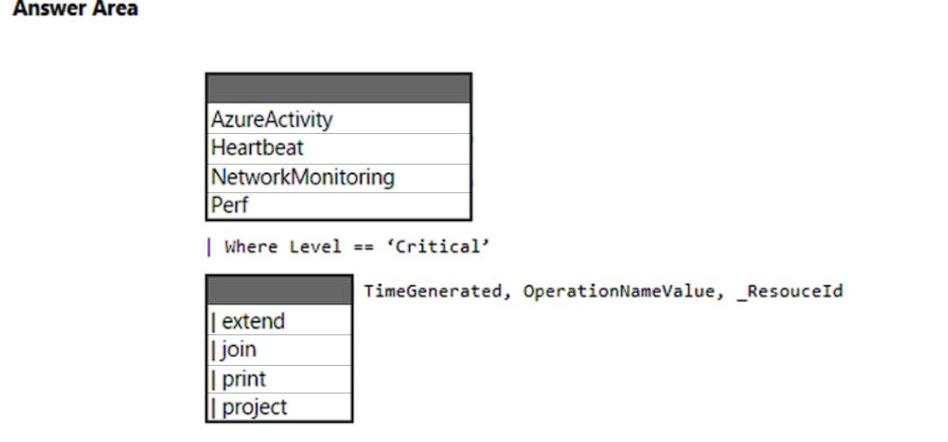 Answer Area
AzureActivity
Heartbeat
NetworkMonitoring
Perf
| Where Level == ‘Critical’
TimeGenerated, OperationNameValue, _ResouceId
| extend
| join
| print
| project